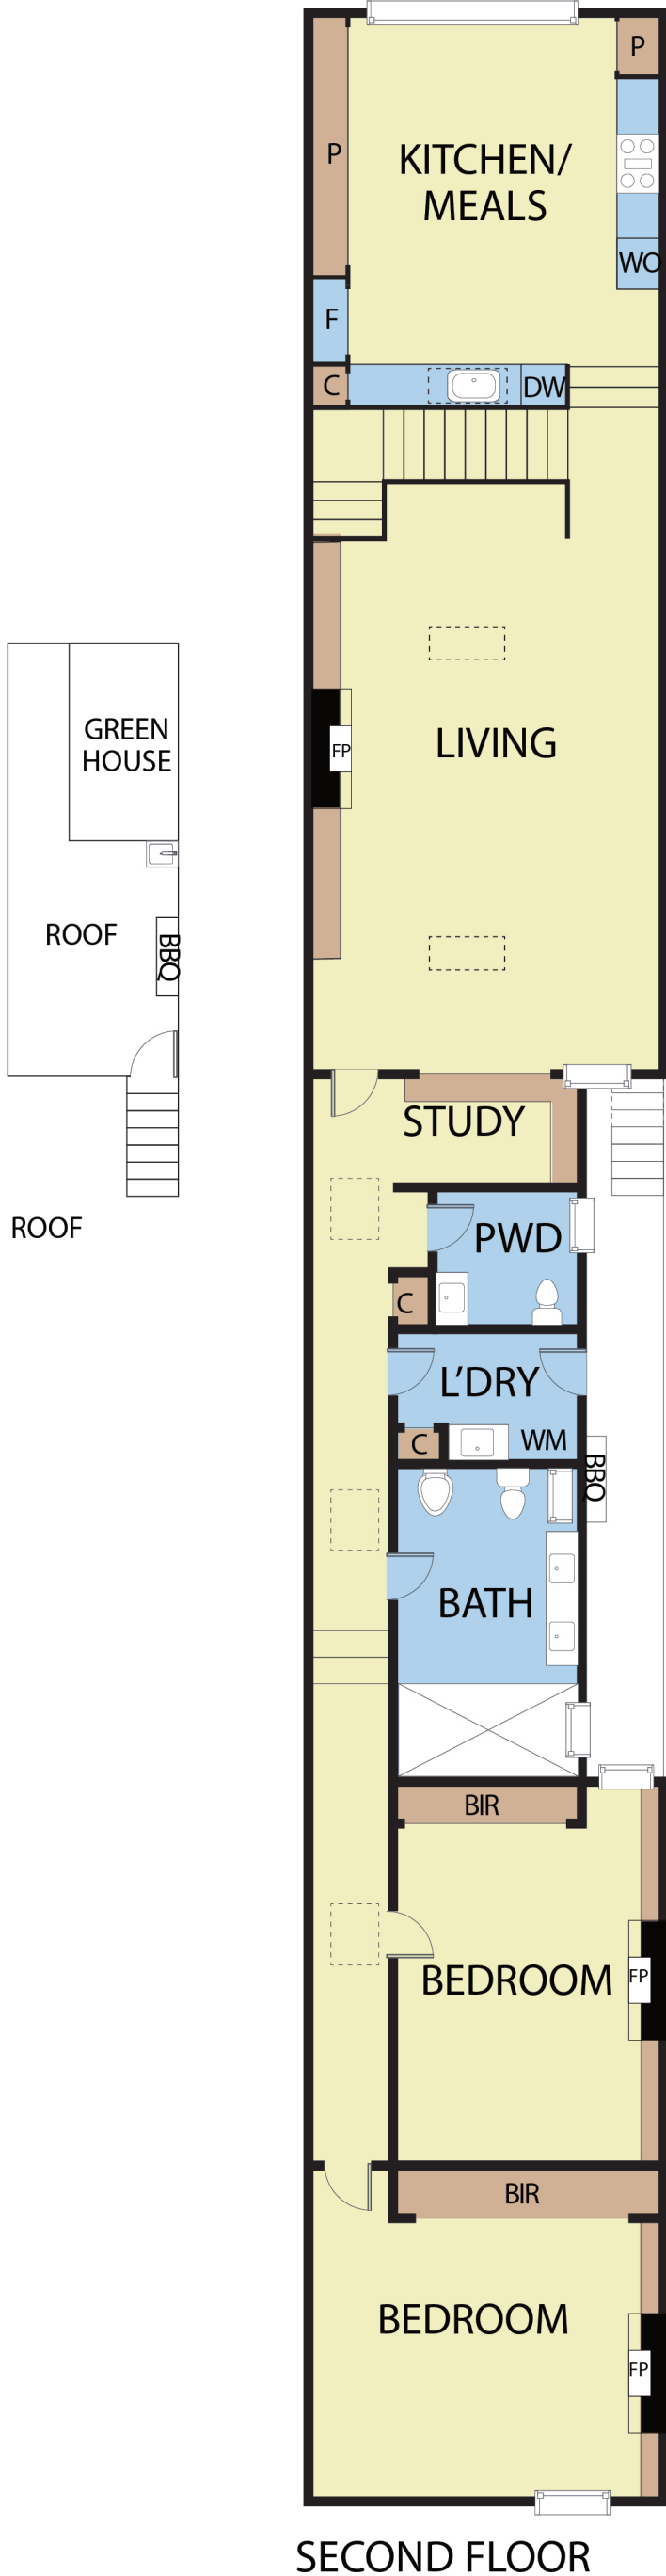 P
P
KITCHEN/
MEALS
WO
F
C
DW
LIVING
FP
GREEN
HOUSE
ROOF
BBQ
ROOF
STUDY
PWD
C
L'DRY
C
WM
BBQ
BATH
BIR
BEDROOM
FP
BIR
BEDROOM
FP
SECOND FLOOR